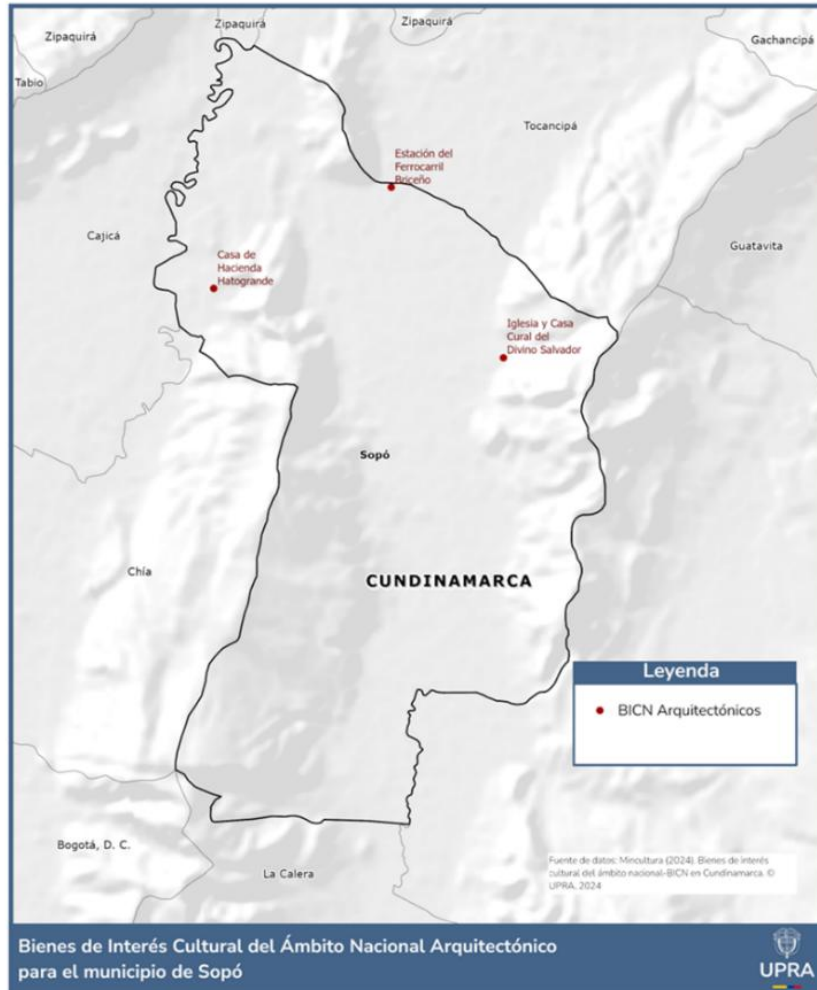 Zipaquirá
Zipaquirá
Zipaquirá
Gachancipá
Tabio
Tocancipá
Estación del
Ferrocarril
Briceño
Cajicá
Guatavita
Casa de
Hacienda
Hatogrande
Iglesia y Casa
Cural del
Divino Salvador
Sopó
Chía
CUNDINAMARCA
Leyenda
BICN Arquitectónicos
Bogotá, D. C.
La Calera
Fuente de datos: Mincultura (2024). Bienes de interés
cultural del ámbito nacional-BICN en Cundinamarca. ©
UPRA, 2024
Bienes de Interés Cultural del Ámbito Nacional Arquitectónico
para el municipio de Sopó
UPRA